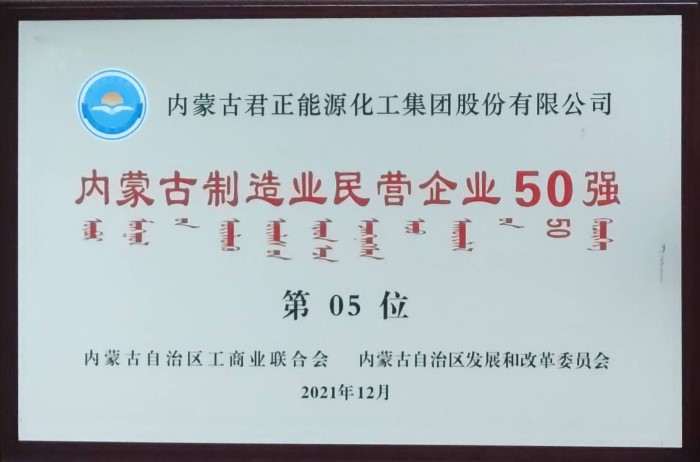 内蒙古君正能源化工集团股份有限公司
内蒙古制造业民营企业50强
50
第 05 位
内蒙古自治区工商业联合会 内蒙古自治区发展和改革委员会
2021年12月